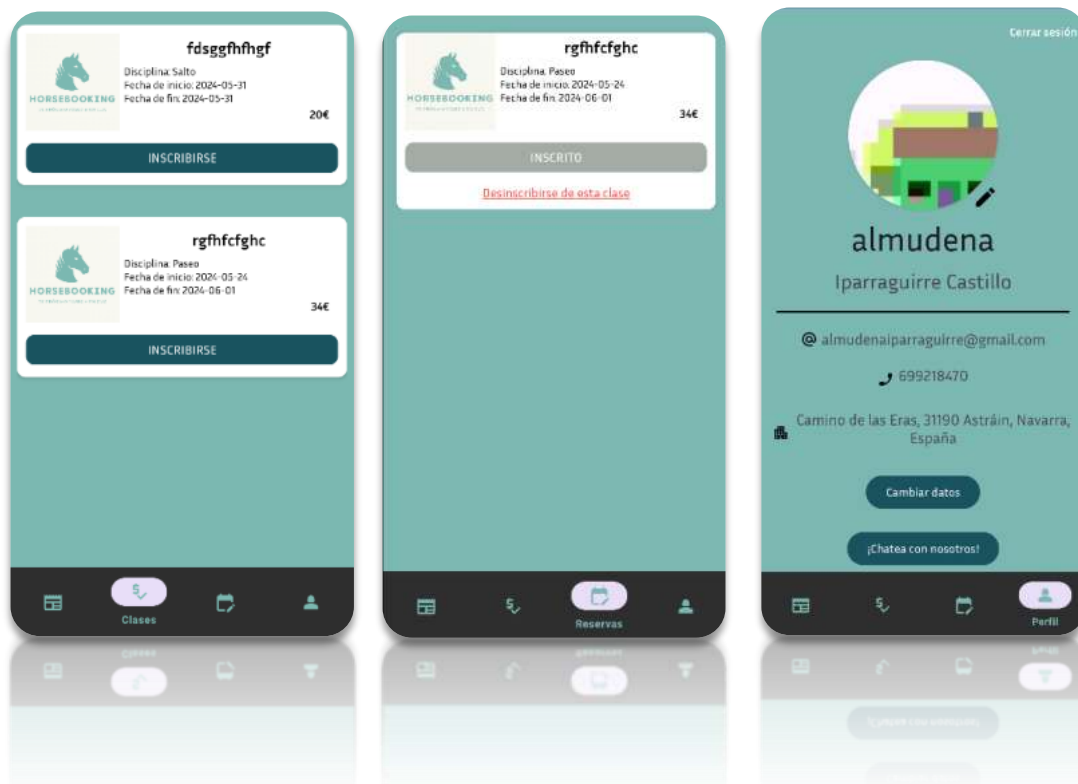 fdsggfhfhgf
HORSEBOOKING
Disciplina: Salto
Fecha de inicio: 2024-05-31
Fecha de fin: 2024-05-31
20€
INSCRIBIRSE
rgfhfcfghc
HORSEBOOKING
Disciplina: Paseo
Fecha de inicio: 2024-05-24
Fecha de fin: 2024-06-01
34€
INSCRIBIRSE
Clases
rgfhfcfghc
HORSEBOOKING
Disciplina: Paseo
Fecha de inicio: 2024-05-24
Fecha de fin: 2024-06-01
34€
INSCRITO
Desinscribirse de esta clase
Reservas
Cerrar sesión
almudena
Iparraguirre Castillo
almudenaiparraguirre@gmail.com
699218470
Camino de las Eras, 31190 Astráin, Navarra,
España
Cambiar datos
¡Chatea con nosotros!
Perfil